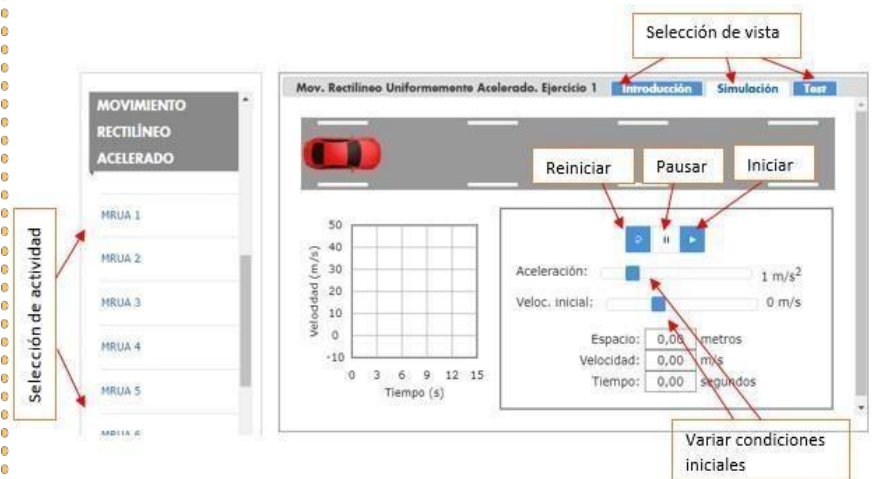 Selección de vista
Mov. Rectilíneo Uniformemente Acelerado. Ejercicio 1
Introducción
Simulación
Test
MOVIMIENTO
RECTILÍNEO
ACELERADO
Reiniciar
Pausar
Iniciar
Selección de actividad
MRUA 1
MRUA 2
MRUA 3
MRUA 4
MRUA 5
MRUA 6
Veloddad (m/s)
50
40
30
20
10
0
-10
0 3 6 9 12 15
Tiempo (s)
Aceleración: 1 m/s²
Veloc. inicial: 0 m/s
Espacio: 0,00 metros
Velocidad: 0,00 m/s
Tiempo: 0,00 segundos
Variar condiciones
iniciales